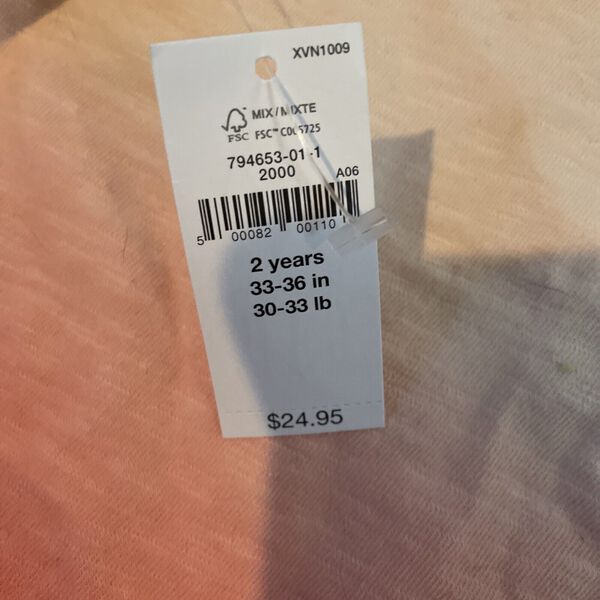 XVN1009
MIX/MIXTE
FSC FSC™
794653-01-1
2000 A06
5 00082 00110
2 years
33-36 in
30-33 lb
$24.95